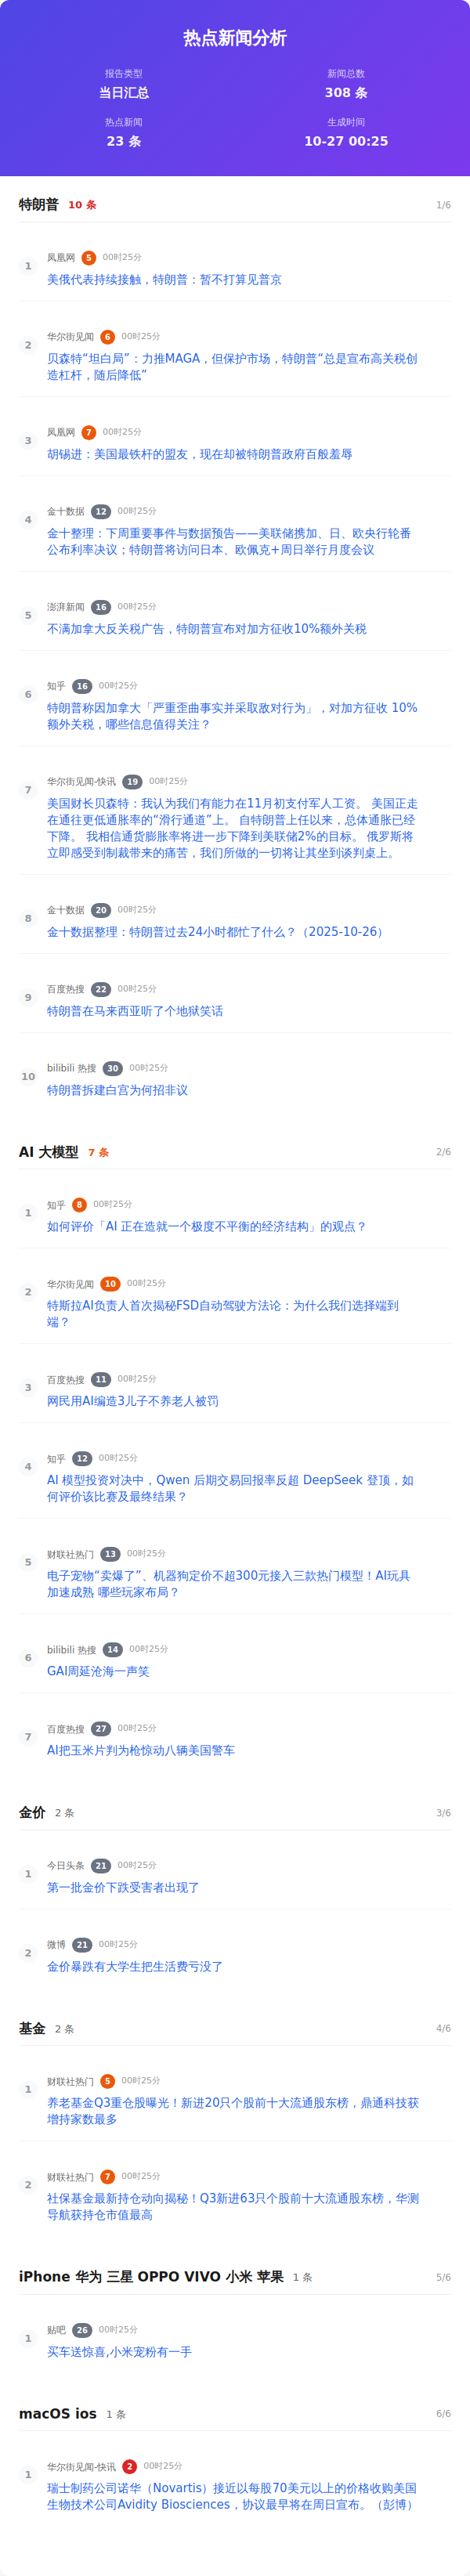 热点新闻分析
报告类型
新闻总数
当日汇总
308 条
热点新闻
生成时间
23 条
10-27 00:25
特朗普 10 条 1/6
凤凰网 5 00时25分
1
美俄代表持续接触，特朗普：暂不打算见普京
华尔街见闻 6 00时25分
2
贝森特“坦白局”：力推MAGA，但保护市场，特朗普“总是宣布高关税创
造杠杆，随后降低”
凤凰网 7 00时25分
3
胡锡进：美国最铁杆的盟友，现在却被特朗普政府百般羞辱
金十数据 12 00时25分
4
金十整理：下周重要事件与数据预告——美联储携加、日、欧央行轮番
公布利率决议；特朗普将访问日本、欧佩克+周日举行月度会议
澎湃新闻 16 00时25分
5
不满加拿大反关税广告，特朗普宣布对加方征收10%额外关税
知乎 16 00时25分
6
特朗普称因加拿大「严重歪曲事实并采取敌对行为」，对加方征收 10%
额外关税，哪些信息值得关注？
华尔街见闻-快讯 19 00时25分
7
美国财长贝森特：我认为我们有能力在11月初支付军人工资。 美国正走
在通往更低通胀率的“滑行通道”上。 自特朗普上任以来，总体通胀已经
下降。 我相信通货膨胀率将进一步下降到美联储2%的目标。 俄罗斯将
立即感受到制裁带来的痛苦，我们所做的一切将让其坐到谈判桌上。
金十数据 20 00时25分
8
金十数据整理：特朗普过去24小时都忙了什么？（2025-10-26）
百度热搜 22 00时25分
9
特朗普在马来西亚听了个地狱笑话
bilibili 热搜 30 00时25分
10
特朗普拆建白宫为何招非议
AI 大模型 7 条 2/6
知乎 8 00时25分
1
如何评价「AI 正在造就一个极度不平衡的经济结构」的观点？
华尔街见闻 10 00时25分
2
特斯拉AI负责人首次揭秘FSD自动驾驶方法论：为什么我们选择端到
端？
百度热搜 11 00时25分
3
网民用AI编造3儿子不养老人被罚
知乎 12 00时25分
4
AI 模型投资对决中，Qwen 后期交易回报率反超 DeepSeek 登顶，如
何评价该比赛及最终结果？
财联社热门 13 00时25分
5
电子宠物“卖爆了”、机器狗定价不超300元接入三款热门模型！AI玩具
加速成熟 哪些玩家布局？
bilibili 热搜 14 00时25分
6
GAI周延沧海一声笑
百度热搜 27 00时25分
7
AI把玉米片判为枪惊动八辆美国警车
金价 2 条 3/6
今日头条 21 00时25分
1
第一批金价下跌受害者出现了
微博 21 00时25分
2
金价暴跌有大学生把生活费亏没了
基金 2 条 4/6
财联社热门 5 00时25分
1
养老基金Q3重仓股曝光！新进20只个股前十大流通股东榜，鼎通科技获
增持家数最多
财联社热门 7 00时25分
2
社保基金最新持仓动向揭秘！Q3新进63只个股前十大流通股东榜，华测
导航获持仓市值最高
iPhone 华为 三星 OPPO VIVO 小米 苹果 1 条 5/6
贴吧 26 00时25分
1
买车送惊喜,小米宠粉有一手
macOS ios 1 条 6/6
华尔街见闻-快讯 2 00时25分
1
瑞士制药公司诺华（Novartis）接近以每股70美元以上的价格收购美国
生物技术公司Avidity Biosciences，协议最早将在周日宣布。（彭博）